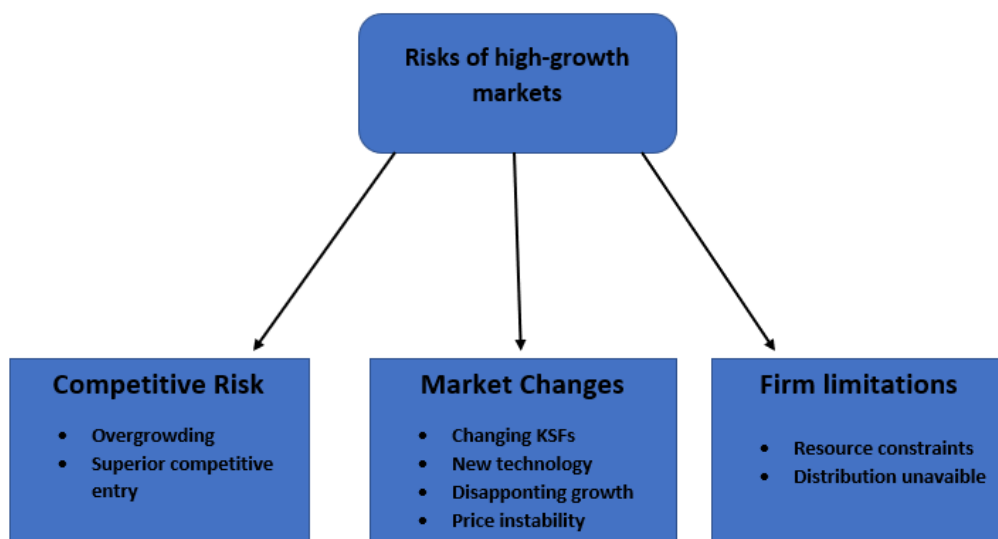 Risks of high-growth
markets
Competitive Risk
• Overgrowding
• Superior competitive
entry
Market Changes
• Changing KSFs
• New technology
• Disapponting growth
• Price instability
Firm limitations
• Resource constraints
• Distribution unavaible